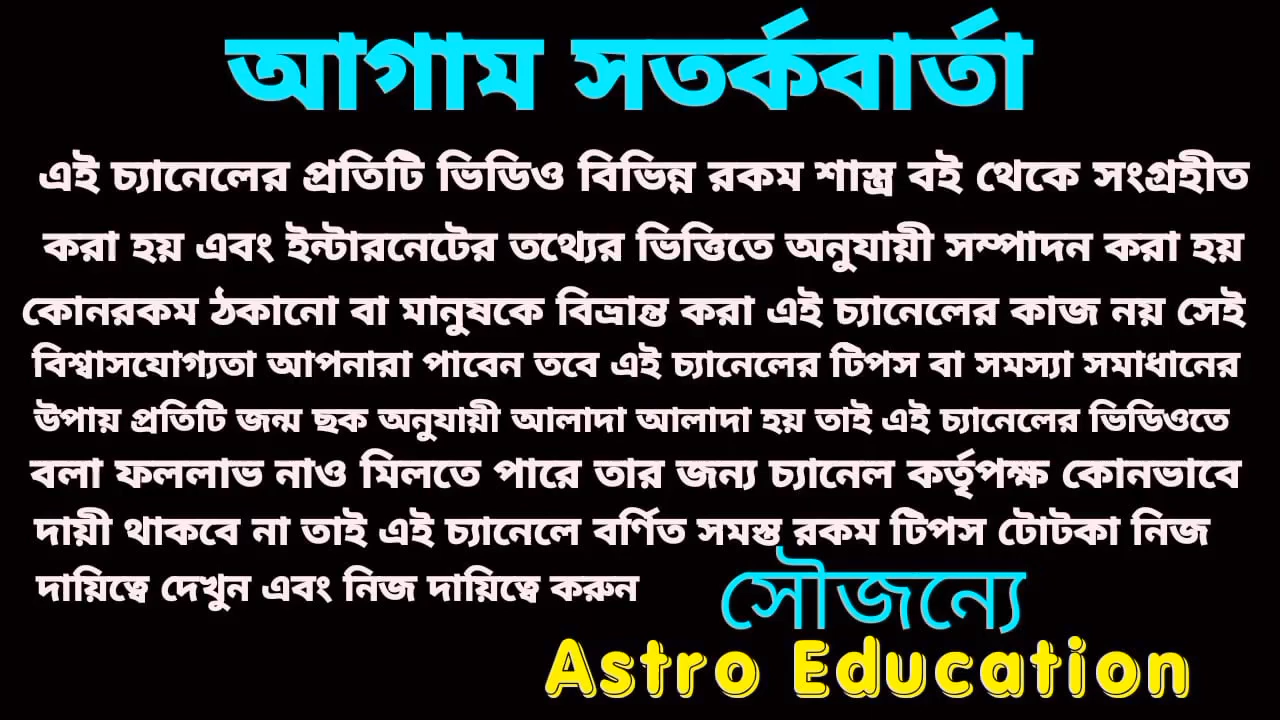 আগাম সতর্কবার্তা
এই চ্যানেলের প্রতিটি ভিডিও বিভিন্ন রকম শাস্ত্র বই থেকে সংগ্রহীত
করা হয় এবং ইন্টারনেটের তথ্যের ভিত্তিতে অনুযায়ী সম্পাদন করা হয়
কোনরকম ঠকানো বা মানুষকে বিভ্রান্ত করা এই চ্যানেলের কাজ নয় সেই
বিশ্বাসযোগ্যতা আপনারা পাবেন তবে এই চ্যানেলের টিপস বা সমস্যা সমাধানের
উপায় প্রতিটি জন্ম ছক অনুযায়ী আলাদা আলাদা হয় তাই এই চ্যানেলের ভিডিওতে
বলা ফললাভ নাও মিলতে পারে তার জন্য চ্যানেল কর্তৃপক্ষ কোনভাবে
দায়ী থাকবে না তাই এই চ্যানেলে বর্ণিত সমস্ত রকম টিপস টোটকা নিজ
দায়িত্বে দেখুন এবং নিজ দায়িত্বে করুন
সৌজন্যে
Astro Education